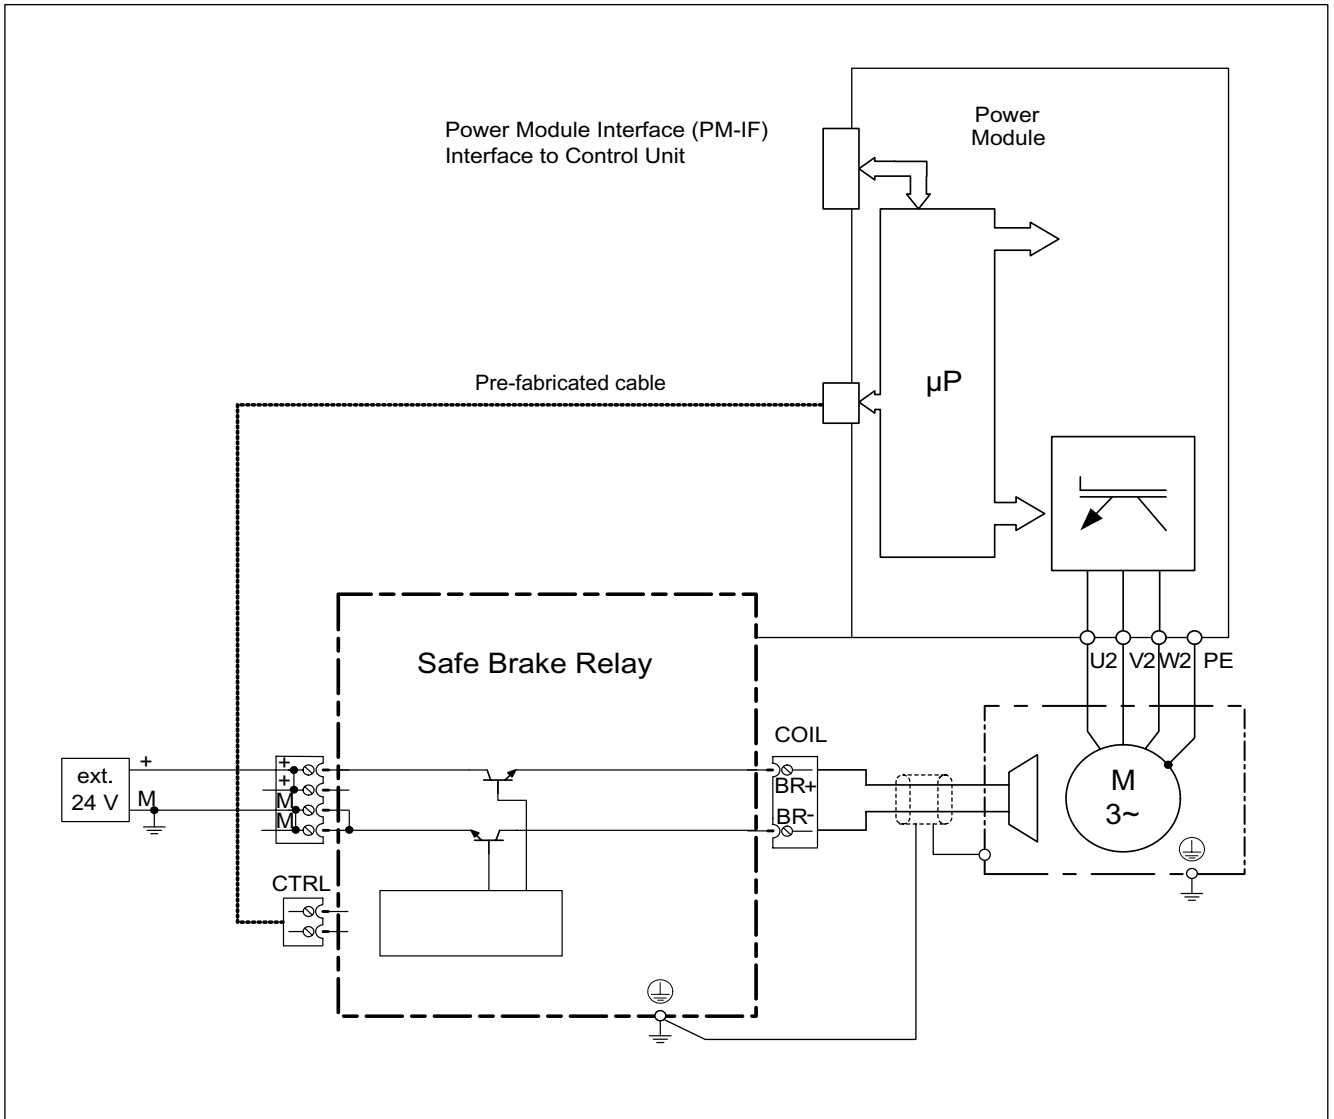 Power
Module
Power Module Interface (PM-IF)
Interface to Control Unit
Pre-fabricated cable
µP
Safe Brake Relay
U2
V2
W2
PE
COIL
ext.
24 V
+
M
+
+
M
M
BR+
BR-
M
3~
CTRL